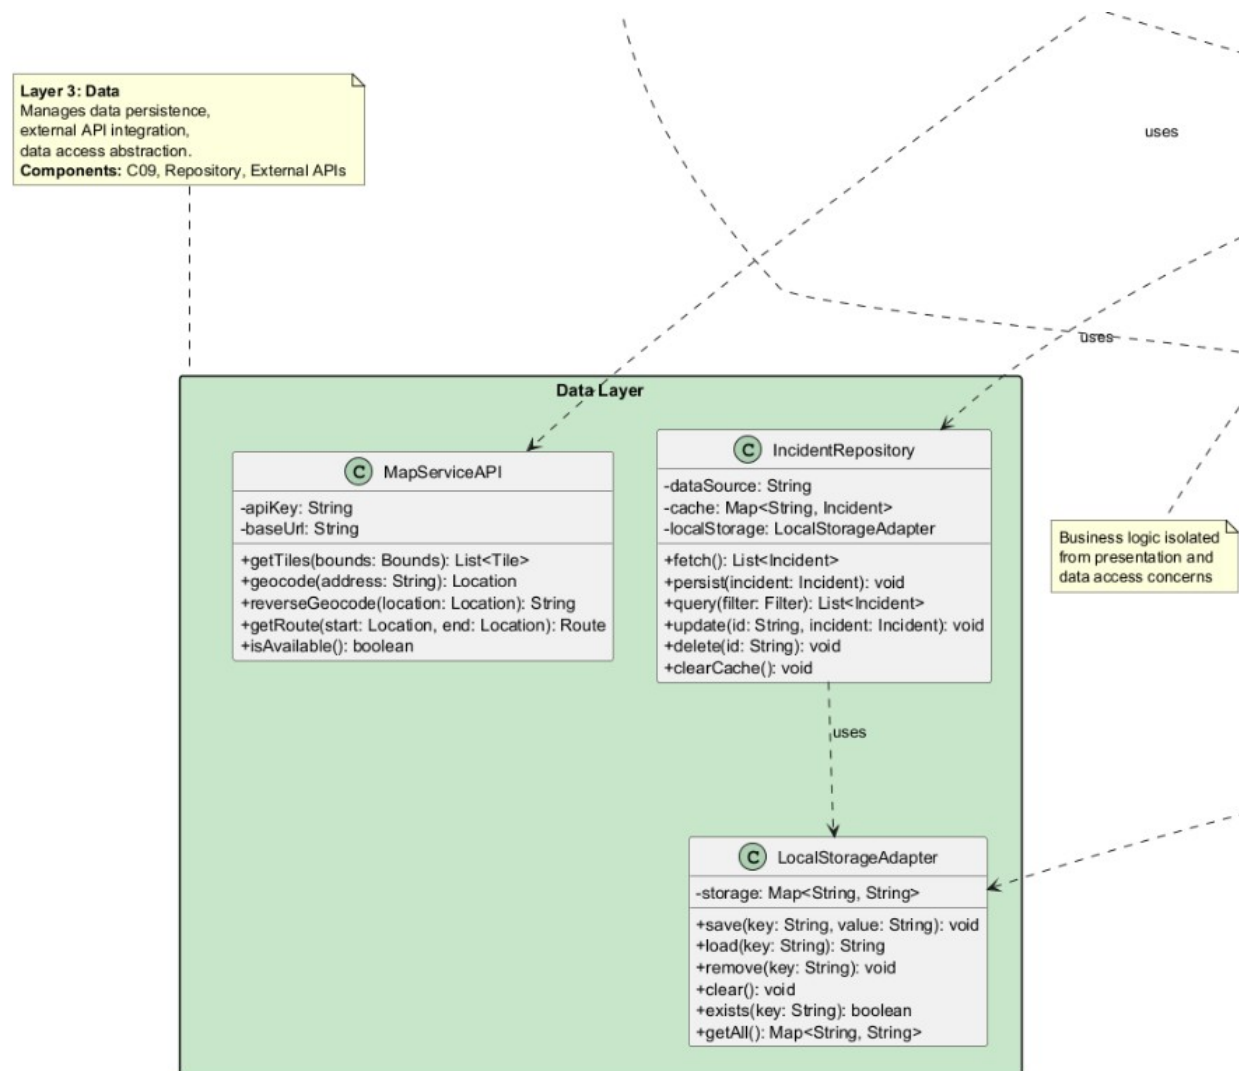 Layer 3: Data
Manages data persistence,
external API integration,
data access abstraction.
Components: C09, Repository, External APIs
uses
uses
Data Layer
C MapServiceAPI
-apiKey: String
-baseUrl: String
+getTiles(bounds: Bounds): List<Tile>
+geocode(address: String): Location
+reverseGeocode(location: Location): String
+getRoute(start: Location, end: Location): Route
+isAvailable(): boolean
C IncidentRepository
-dataSource: String
-cache: Map<String, Incident>
-localStorage: LocalStorageAdapter
+fetch(): List<Incident>
+persist(incident: Incident): void
+query(filter: Filter): List<Incident>
+update(id: String, incident: Incident): void
+delete(id: String): void
+clearCache(): void
Business logic isolated
from presentation and
data access concerns
uses
C LocalStorageAdapter
-storage: Map<String, String>
+save(key: String, value: String): void
+load(key: String): String
+remove(key: String): void
+clear(): void
+exists(key: String): boolean
+getAll(): Map<String, String>